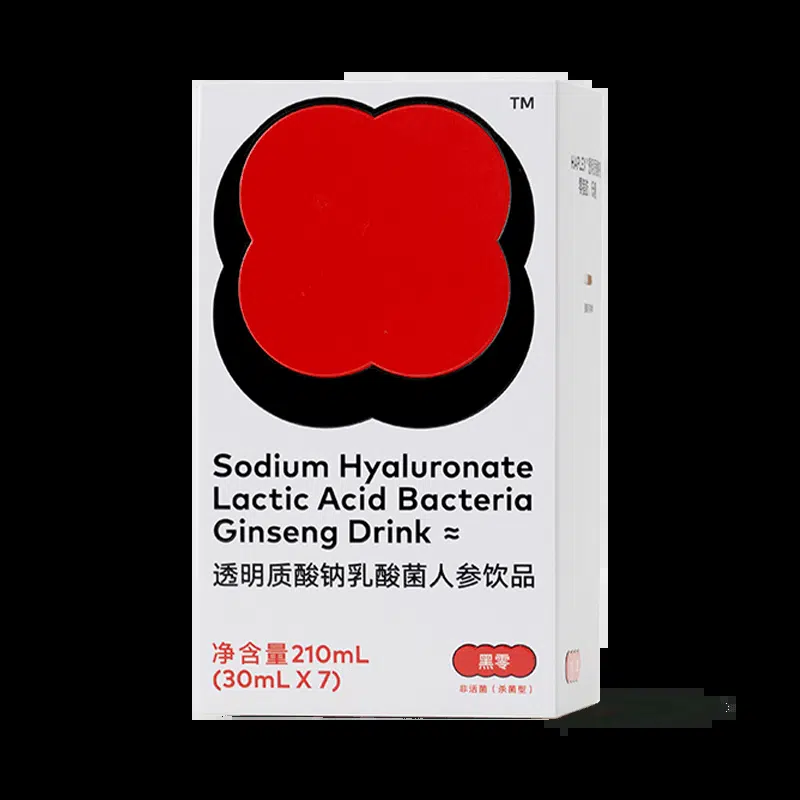 TM
Sodium Hyaluronate
Lactic Acid Bacteria
Ginseng Drink ≈
透明质酸钠乳酸菌人参饮品
净含量210mL
(30mL X 7)
黑零
非活菌（杀菌型）